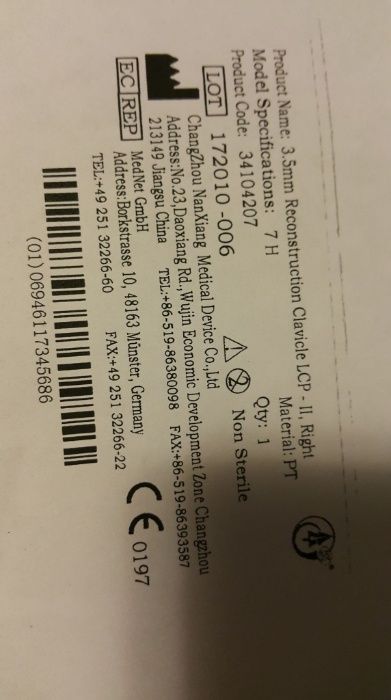 Product Name: 3.5mm Reconstruction Clavicle LCP - II, Right
Model Specifications: 7 H Material: PT
Product Code: 34104207 Qty: 1
LOT 172010 -006 Non Sterile
ChangZhou NanXiang Medical Device Co.,Ltd
Address:No.23,Daoxiang Rd.,Wujin Economic Development Zone Changzhou
213149 Jiangsu China TEL:+86-519-86380098 FAX:+86-519-86393587
EC REP MedNet GmbH
Address:Borkstrasse 10, 48163 Münster, Germany
TEL:+49 251 32266-60 FAX:+49 251 32266-22
CE 0197
(01) 06946117345686